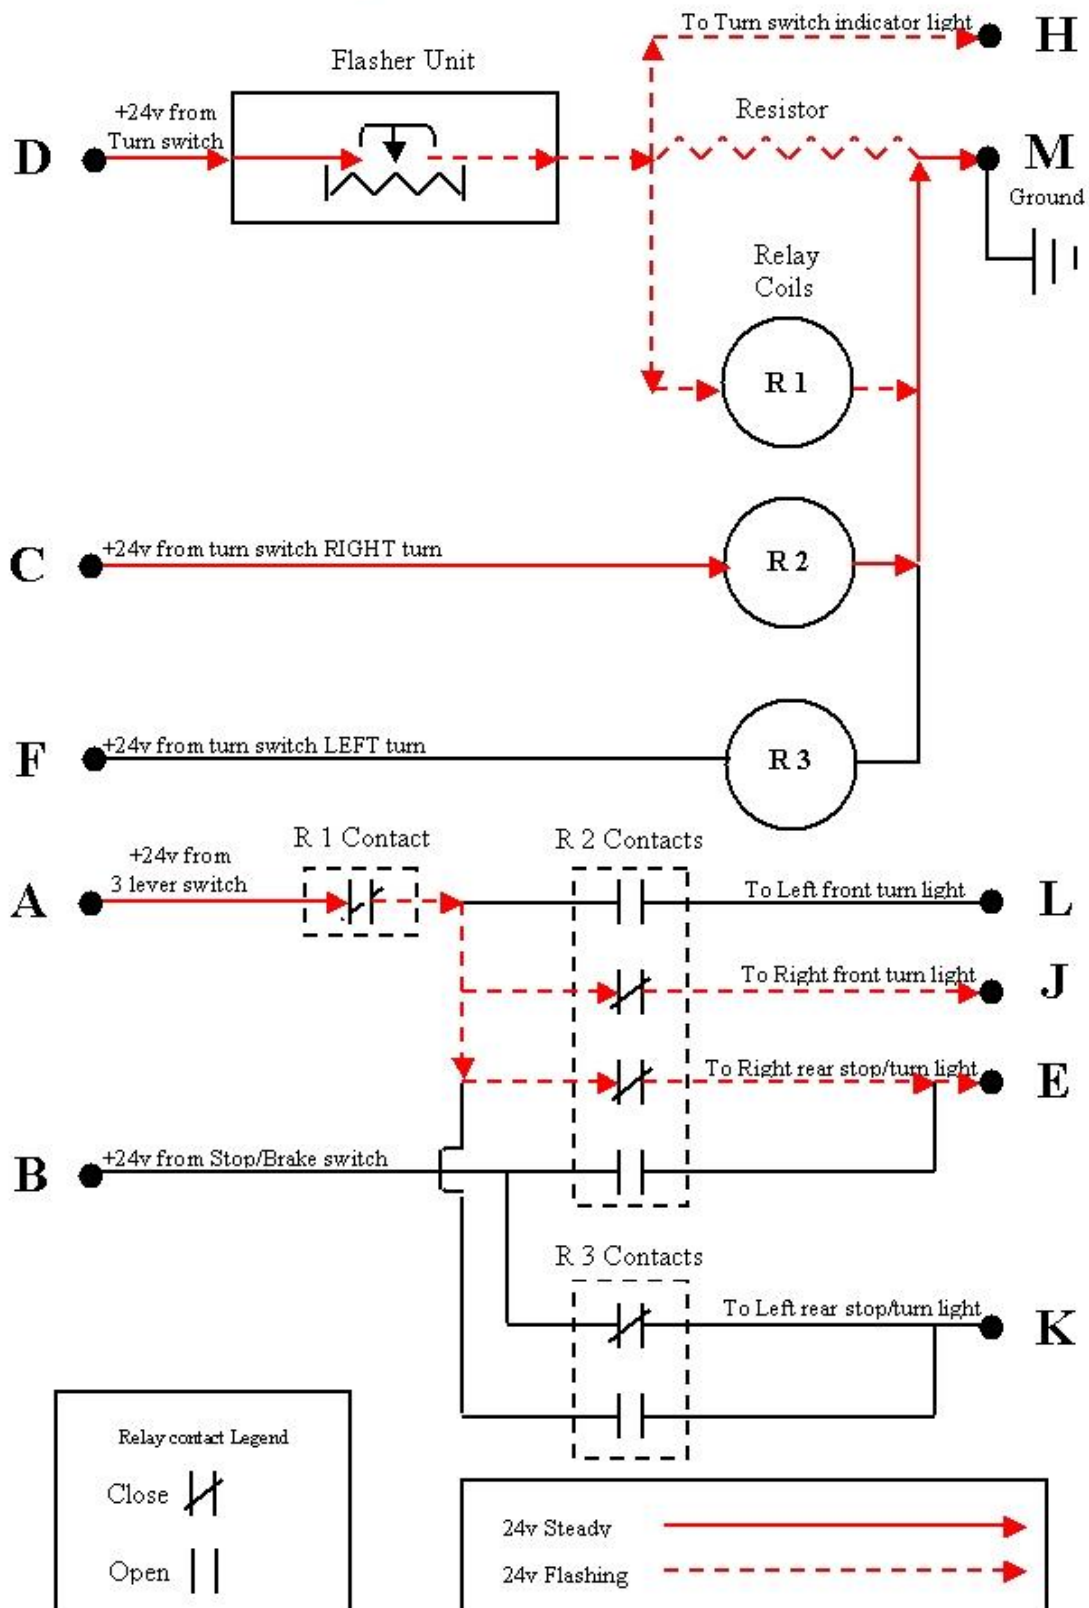 To Turn switch indicator light
H
Flasher Unit
+24v from
Turn switch
Resistor
D
M
Ground
Relay
Coils
R 1
C
+24v from turn switch RIGHT turn
R 2
F
+24v from turn switch LEFT turn
R 3
R 1 Contact
R 2 Contacts
+24v from
3 lever switch
A
To Left front turn light
L
To Right front turn light
J
To Right rear stop/turn light
E
B
+24v from Stop/Brake switch
R 3 Contacts
To Left rear stop/turn light
K
Relay contact Legend
Close
Open
24v Steady
24v Flashing